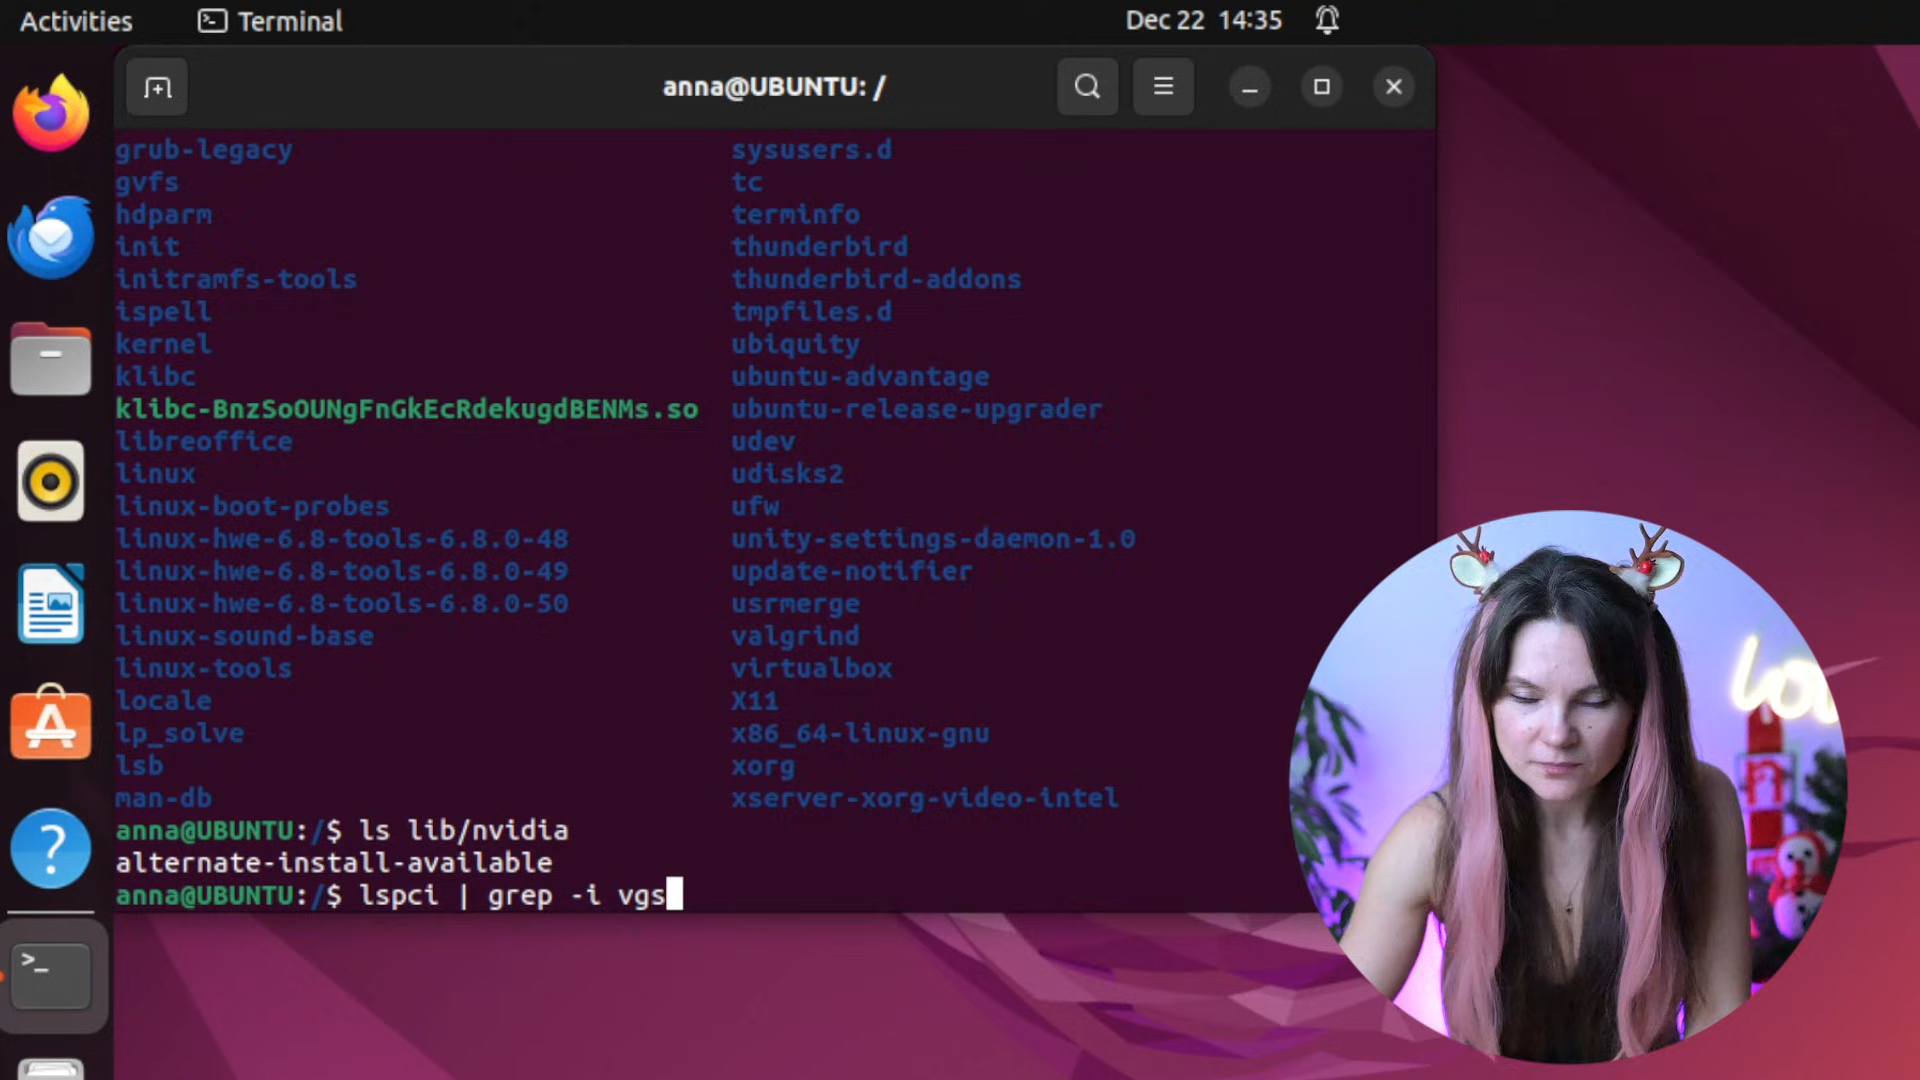 Activities Terminal Dec 22 14:35
anna@UBUNTU: /
grub-legacy sysusers.d
gvfs tc
hdparm terminfo
init thunderbird
initramfs-tools thunderbird-addons
ispell tmpfiles.d
kernel ubiquity
klibc ubuntu-advantage
klibc-BnzSoOUNgFnGkEcRdekugdBENMs.so ubuntu-release-upgrader
libreoffice udev
linux udisks2
linux-boot-probes ufw
linux-hwe-6.8-tools-6.8.0-48 unity-settings-daemon-1.0
linux-hwe-6.8-tools-6.8.0-49 update-notifier
linux-hwe-6.8-tools-6.8.0-50 usrmerge
linux-sound-base valgrind
linux-tools virtualbox
locale X11
lp_solve x86_64-linux-gnu
lsb xorg
man-db xserver-xorg-video-intel
anna@UBUNTU:/$ ls lib/nvidia
alternate-install-available
anna@UBUNTU:/$ lspci | grep -i vgs